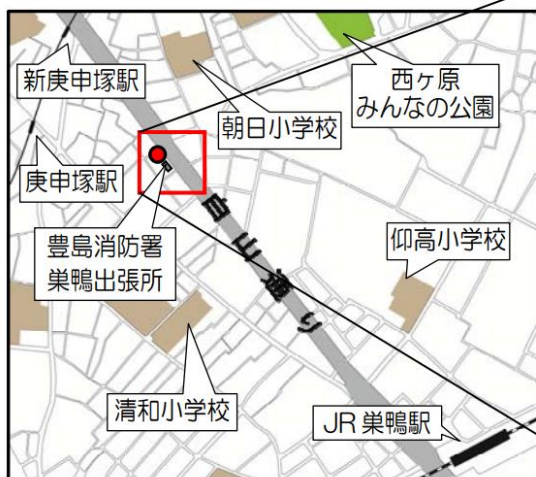 新庚申塚駅
朝日小学校
西ヶ原
みんなの公園
庚申塚駅
豊島消防署
巣鴨出張所
白山通り
仰高小学校
清和小学校
JR巣鴨駅